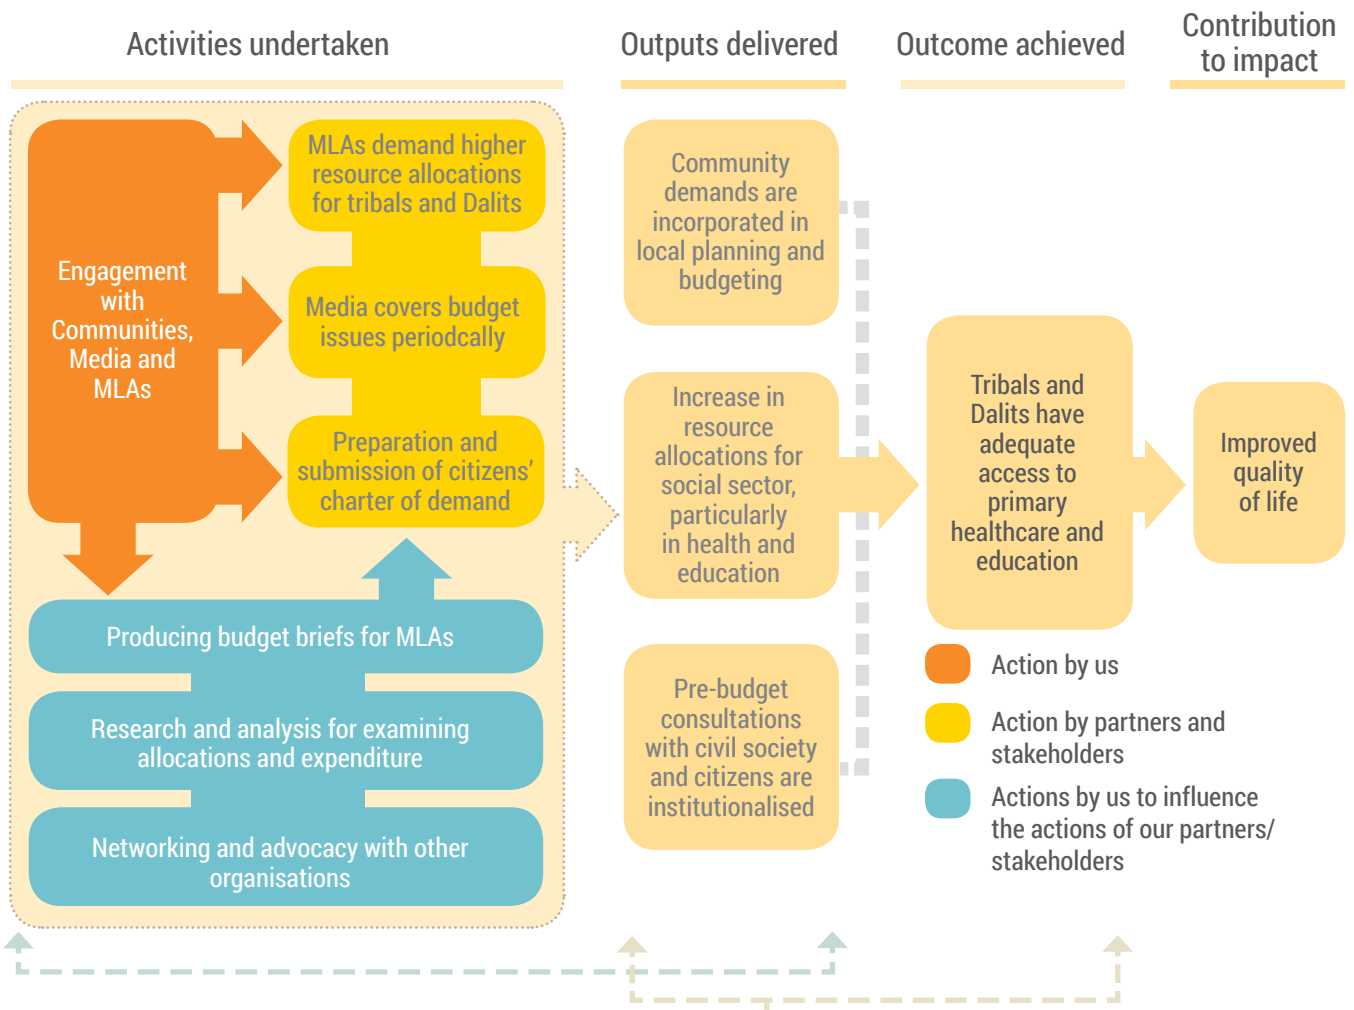 Activities undertaken
Outputs delivered
Outcome achieved
Contribution
to impact
Engagement
with
Communities,
Media and
MLAs
MLAs demand higher
resource allocations
for tribals and Dalits
Media covers budget
issues periodcally
Preparation and
submission of citizens’
charter of demand
Producing budget briefs for MLAs
Research and analysis for examining
allocations and expenditure
Networking and advocacy with other
organisations
Community
demands are
incorporated in
local planning and
budgeting
Increase in
resource
allocations for
social sector,
particularly
in health and
education
Pre-budget
consultations
with civil society
and citizens are
institutionalised
Tribals and
Dalits have
adequate
access to
primary
healthcare and
education
Improved
quality
of life
Action by us
Action by partners and
stakeholders
Actions by us to influence
the actions of our partners/
stakeholders